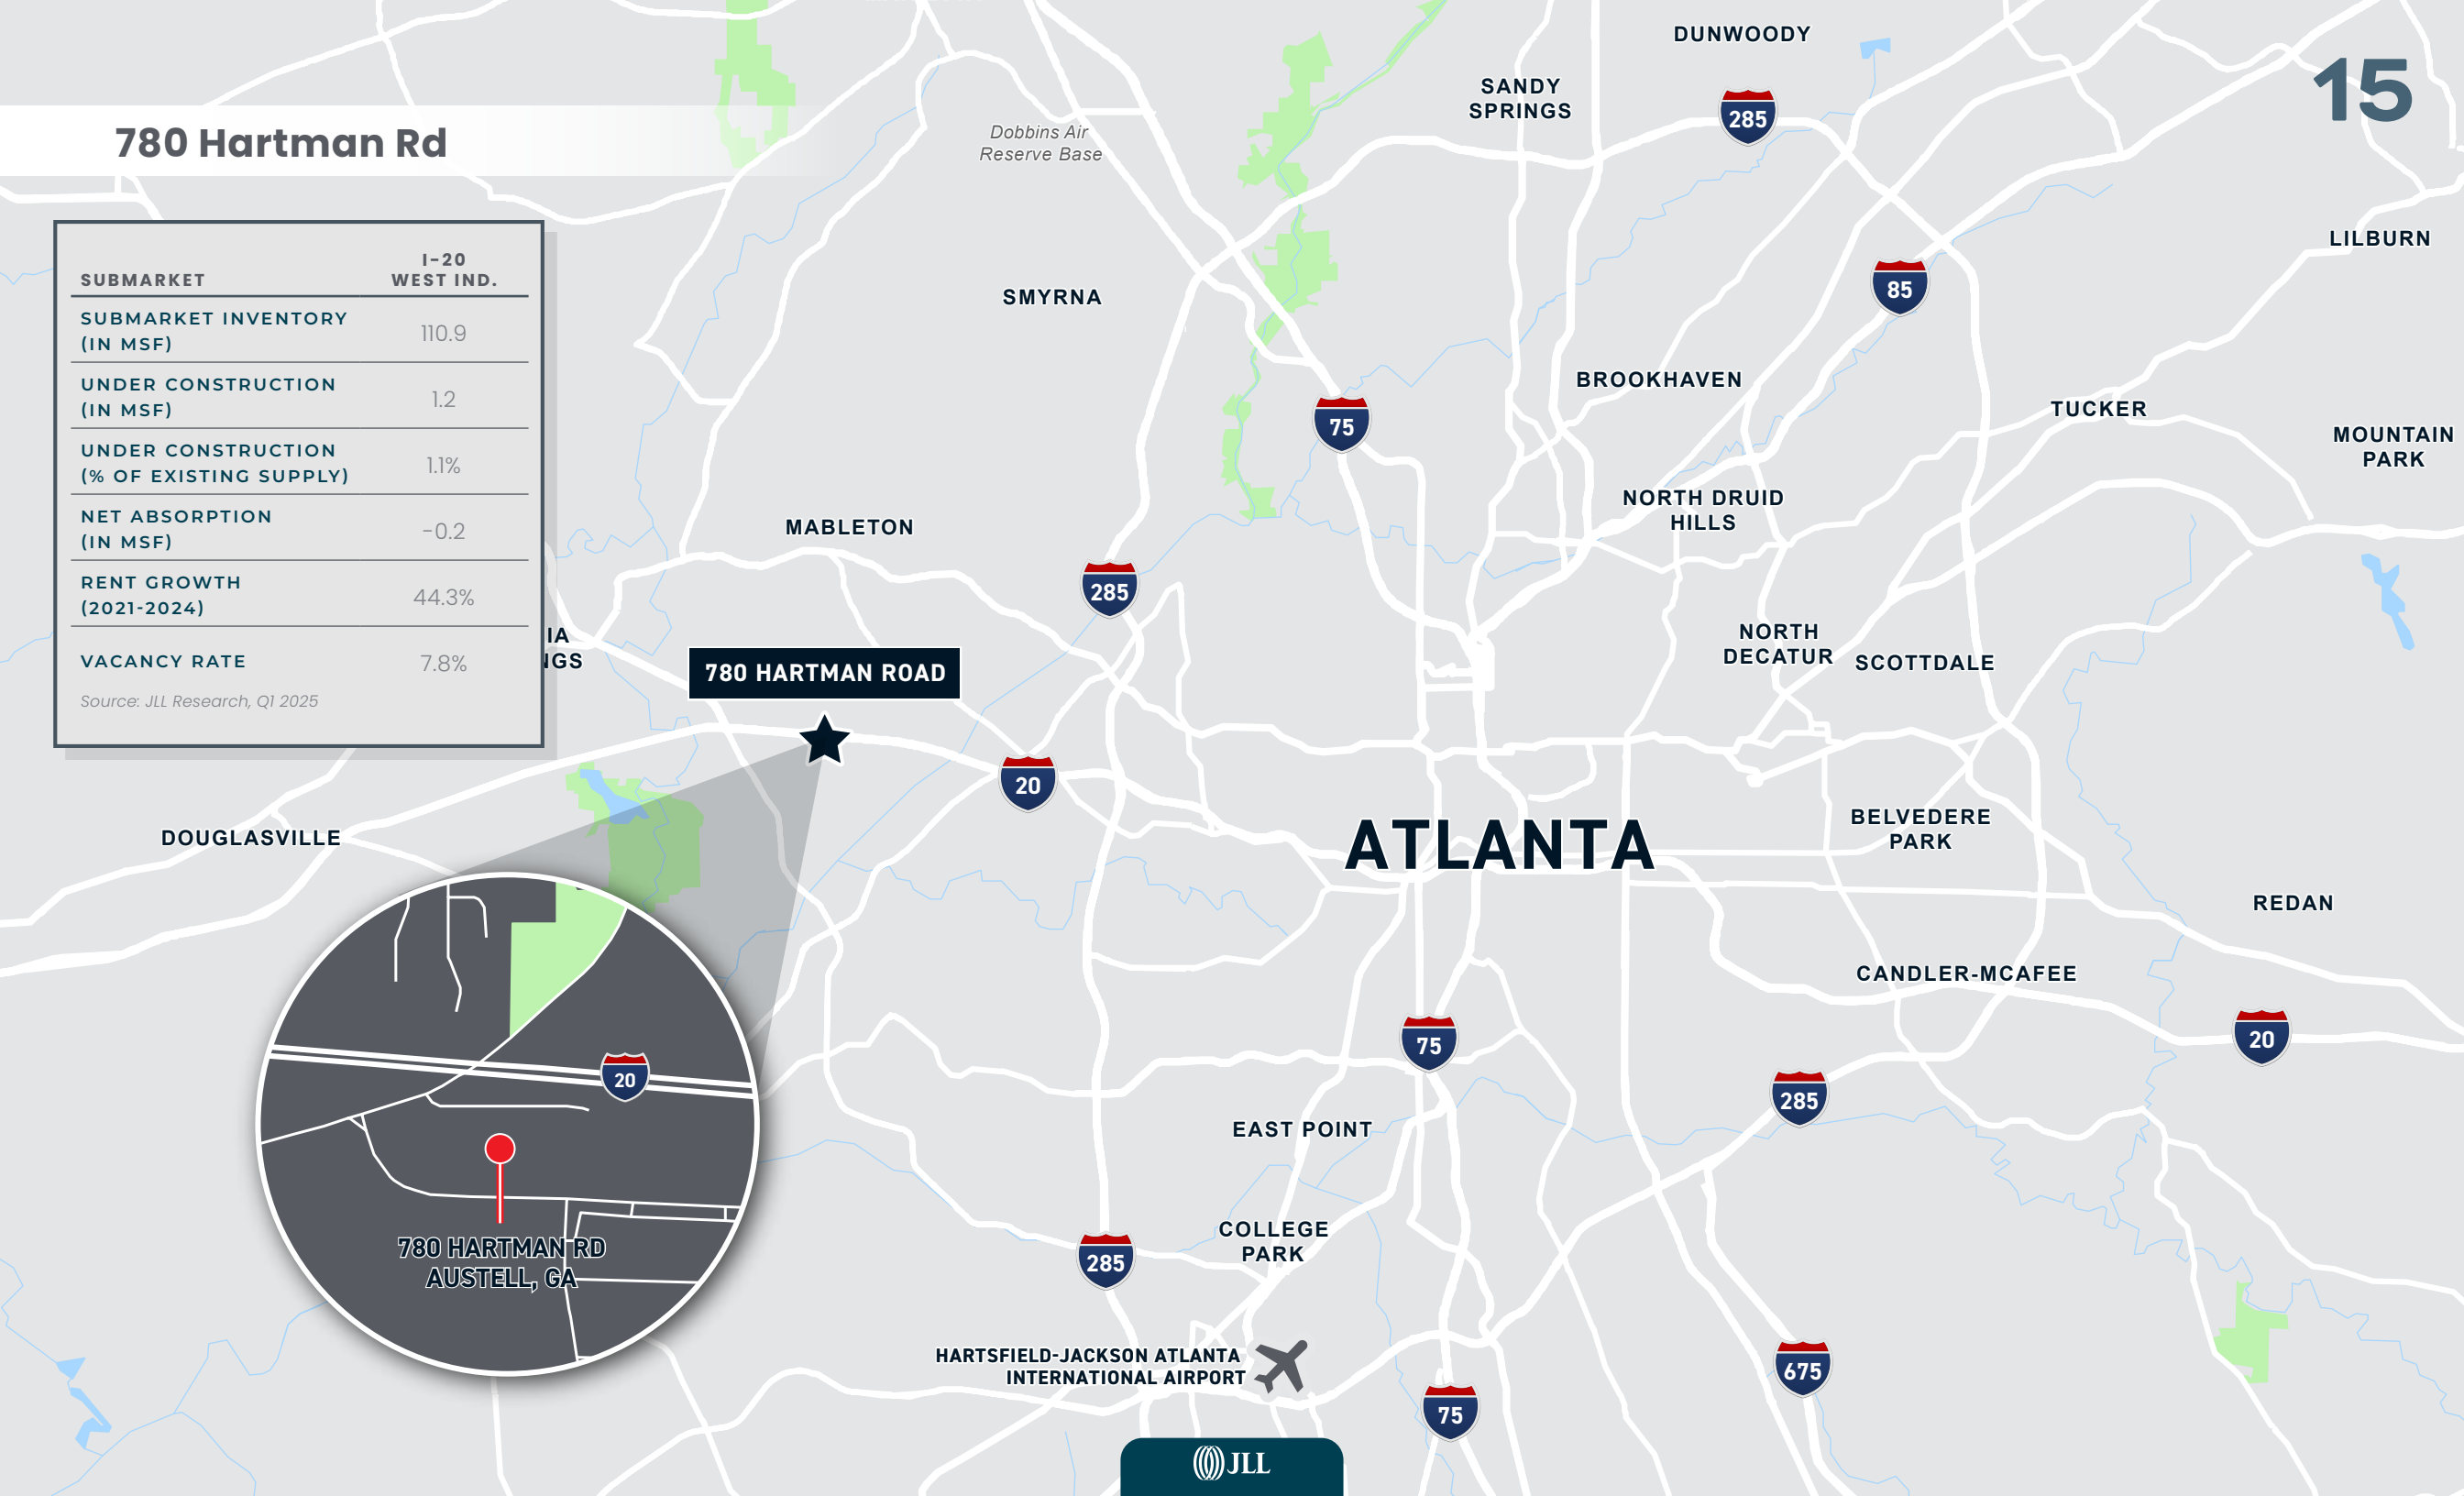 780 Hartman Rd
15
SUBMARKET
I-20
WEST IND.
SUBMARKET INVENTORY
(IN MSF)
110.9
UNDER CONSTRUCTION
(IN MSF)
1.2
UNDER CONSTRUCTION
(% OF EXISTING SUPPLY)
1.1%
NET ABSORPTION
(IN MSF)
-0.2
RENT GROWTH
(2021-2024)
44.3%
VACANCY RATE
7.8%
Source: JLL Research, Q1 2025
DUNWOODY
SANDY
SPRINGS
285
Dobbins Air
Reserve Base
LILBURN
SMYRNA
85
BROOKHAVEN
75
TUCKER
MOUNTAIN
PARK
NORTH DRUID
HILLS
MABLETON
285
IA
NGS
NORTH
DECATUR
SCOTTDALE
780 HARTMAN ROAD
20
DOUGLASVILLE
ATLANTA
BELVEDERE
PARK
REDAN
CANDLER-MCAFEE
75
20
285
20
EAST POINT
780 HARTMAN RD
AUSTELL, GA
285
COLLEGE
PARK
HARTSFIELD-JACKSON ATLANTA
INTERNATIONAL AIRPORT
675
75
JLL